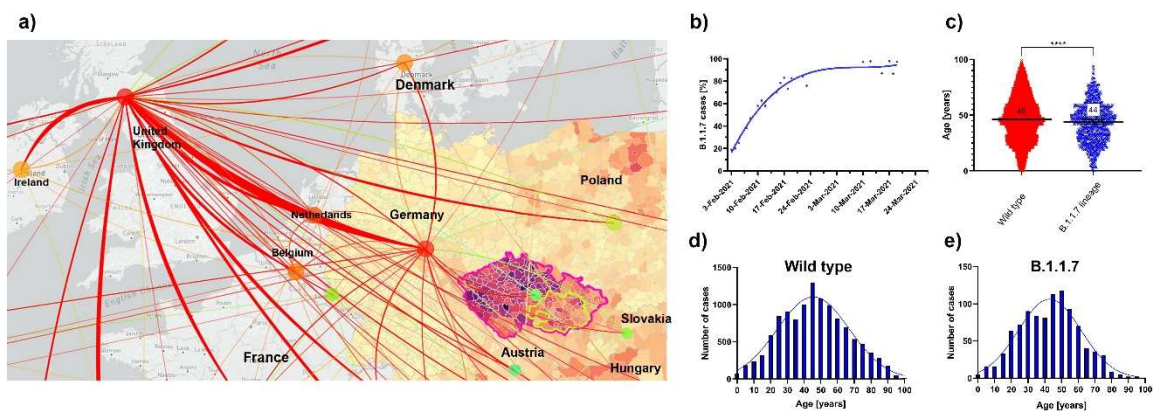 a)
North
Sea
Glasgow
Denmark
Denmark
United
Kingdom
Ireland
Irish Sea
Netherlands
Germany
Poland
Belgium
English Channel
Paris
France
Austria
Slovakia
Hungary
b)
B.1.1.7 cases [%]
100
80
60
40
20
0
3-Feb-2021
10-Feb-2021
17-Feb-2021
24-Feb-2021
3-Mar-2021
10-Mar-2021
17-Mar-2021
24-Mar-2021
c)
****
Age [years]
100
50
0
44
Wild type
B.1.1.7 lineage
d)
Wild type
Number of cases
1500
1000
500
0
0 10 20 30 40 50 60 70 80 90 100
Age [years]
e)
B.1.1.7
Number of cases
150
100
50
0
0 10 20 30 40 50 60 70 80 90 100
Age [years]